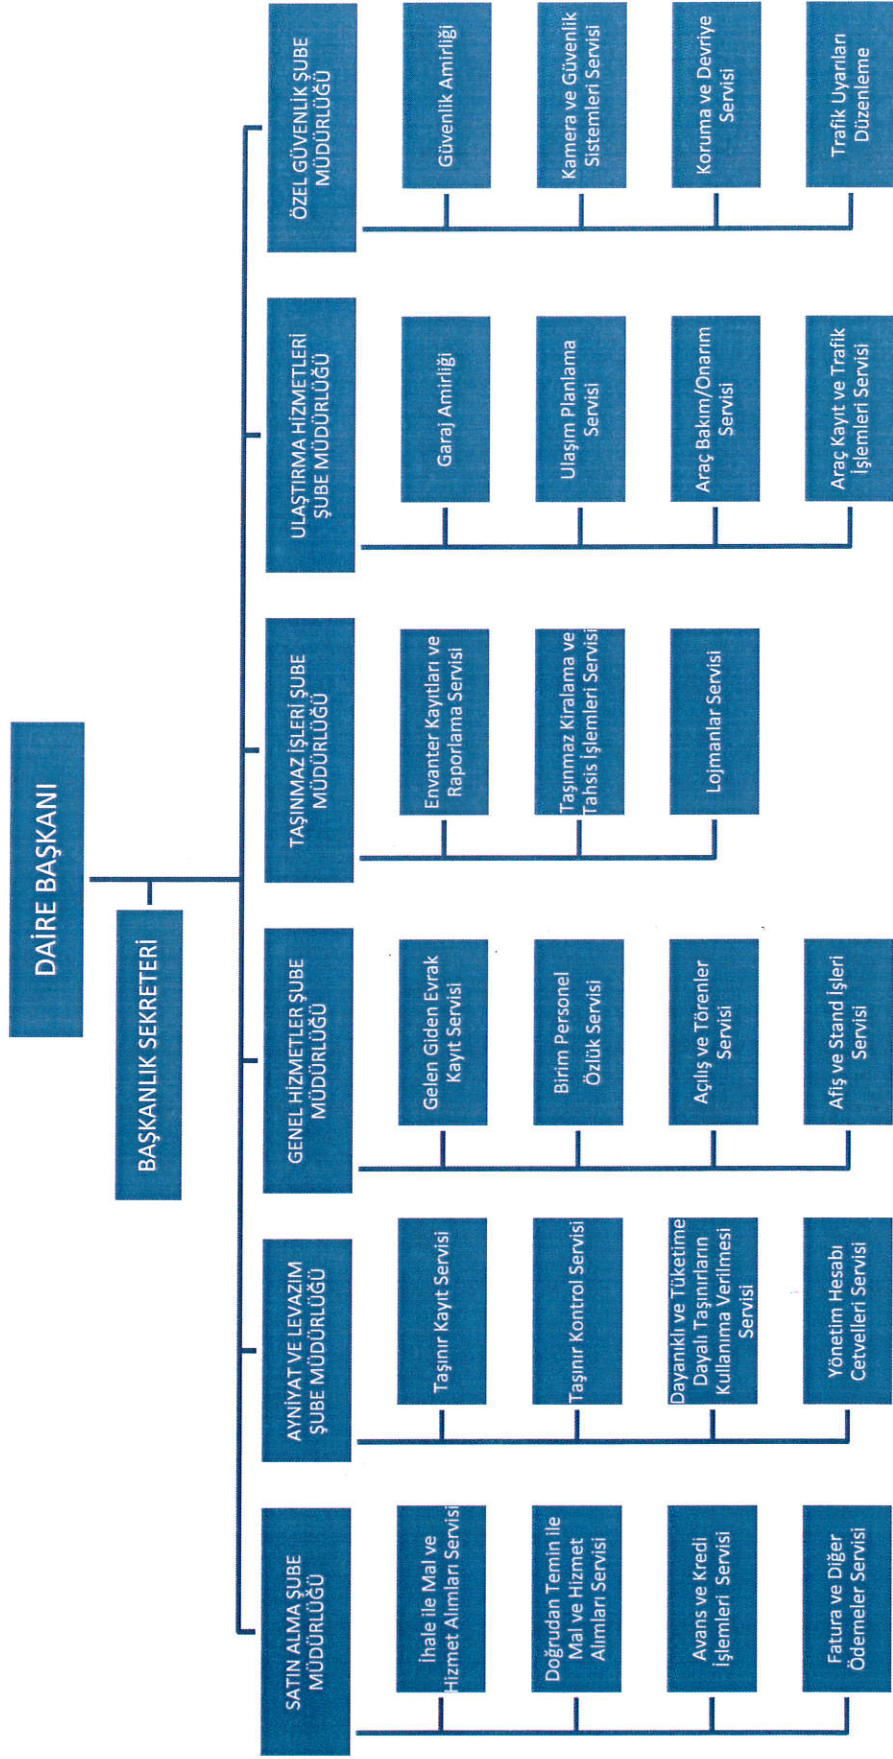 DAİRE BAŞKANI
BAŞKANLIK SEKRETERİ
SATIN ALMA ŞUBE
MÜDÜRLÜĞÜ
İhale ile Mal ve
Hizmet Alımları Servisi
Doğrudan Temin ile
Mal ve Hizmet
Alımları Servisi
Avans ve Kredi
İşlemleri Servisi
Fatura ve Diğer
Ödemeler Servisi
AYNİYAT VE LEVAZIM
ŞUBE MÜDÜRLÜĞÜ
Taşınır Kayıt Servisi
Taşınır Kontrol Servisi
Dayanıklı ve Tüketime
Dayalı Taşınırların
Kullanıma Verilmesi
Servisi
Yönetim Hesabı
Cetvelleri Servisi
GENEL HİZMETLER ŞUBE
MÜDÜRLÜĞÜ
Gelen Giden Evrak
Kayıt Servisi
Birim Personel
Özlük Servisi
Açılış ve Törenler
Servisi
Afiş ve Stand İşleri
Servisi
TAŞINMAZ İŞLERİ ŞUBE
MÜDÜRLÜĞÜ
Envanter Kayıtları ve
Raporlama Servisi
Taşınmaz Kiralama ve
Tahsis İşlemleri Servisi
Lojmanlar Servisi
ULAŞTIRMA HİZMETLERİ
ŞUBE MÜDÜRLÜĞÜ
Garaj Amirliği
Ulaşım Planlama
Servisi
Araç Bakım/Onarım
Servisi
Araç Kayıt ve Trafik
İşlemleri Servisi
ÖZEL GÜVENLİK ŞUBE
MÜDÜRLÜĞÜ
Güvenlik Amirliği
Kamera ve Güvenlik
Sistemleri Servisi
Koruma ve Devriye
Servisi
Trafik Uyarıları
Düzenleme